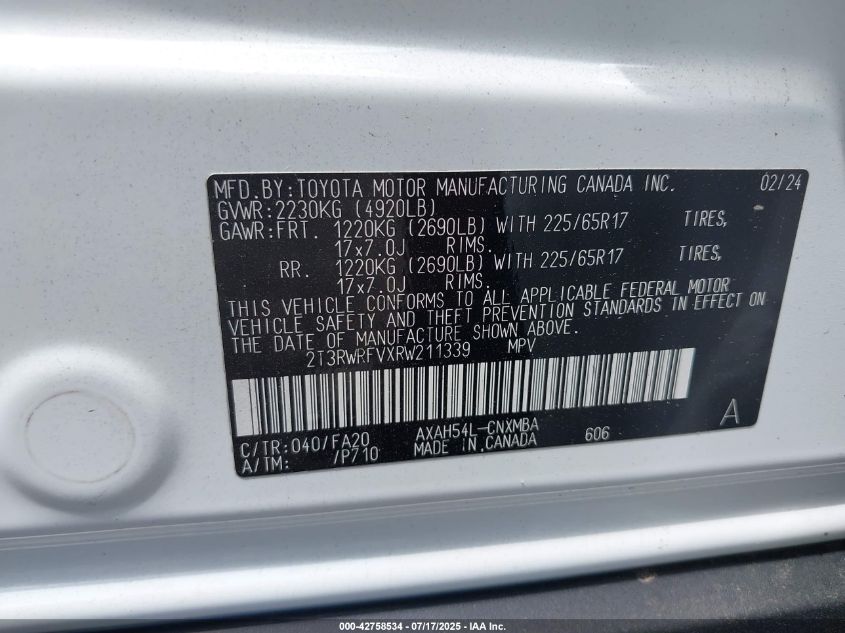 MFD.BY:TOYOTA MOTOR MANUFACTURING CANADA INC. 02/24
GVWR:2230KG (4920LB)
GAWR:FRT. 1220KG (2690LB) WITH 225/65R17 TIRES,
17x7.0J RIMS.
RR. 1220KG (2690LB) WITH 225/65R17 TIRES,
17x7.0J RIMS.
THIS VEHICLE CONFORMS TO ALL APPLICABLE FEDERAL MOTOR
VEHICLE SAFETY AND THEFT PREVENTION STANDARDS IN EFFECT ON
THE DATE OF MANUFACTURE SHOWN ABOVE.
2T3RWRFVXRW211339 MPV
A
C/TR:040/FA20 AXAH54L-CNXMBA 606
A/TM: /P710 MADE IN CANADA
000-42758534 - 07/17/2025 - IAA Inc.